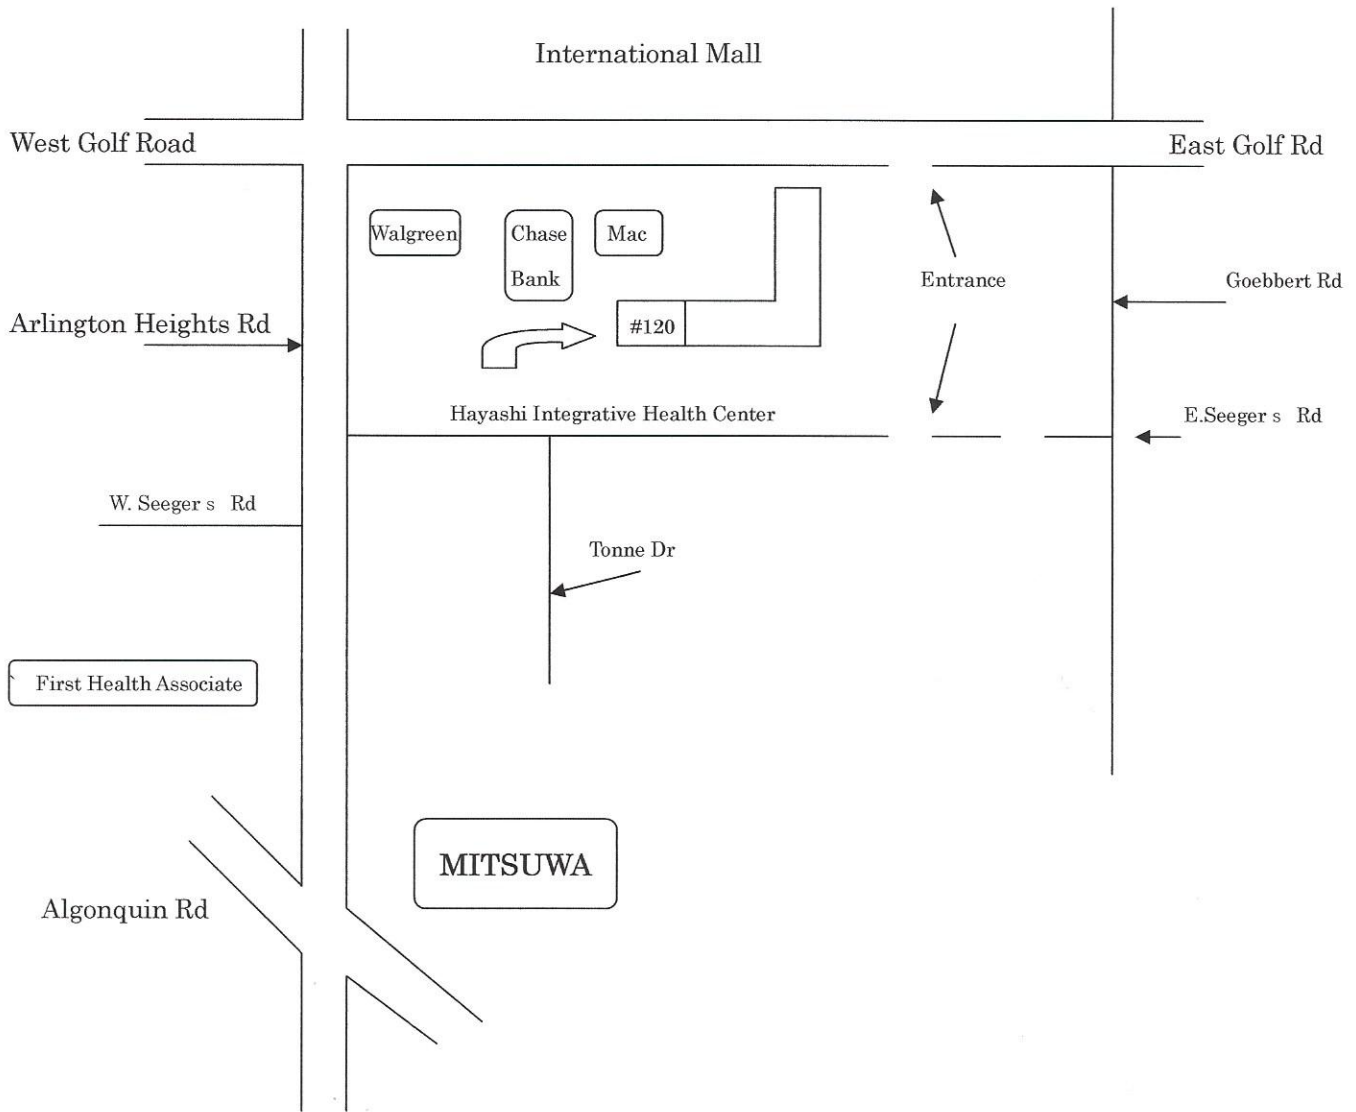 International Mall
West Golf Road
East Golf Rd
Walgreen
Chase
Bank
Mac
Entrance
Goebbert Rd
Arlington Heights Rd
#120
Hayashi Integrative Health Center
E.Seeger s Rd
W. Seeger s Rd
Tonne Dr
First Health Associate
MITSUWA
Algonquin Rd